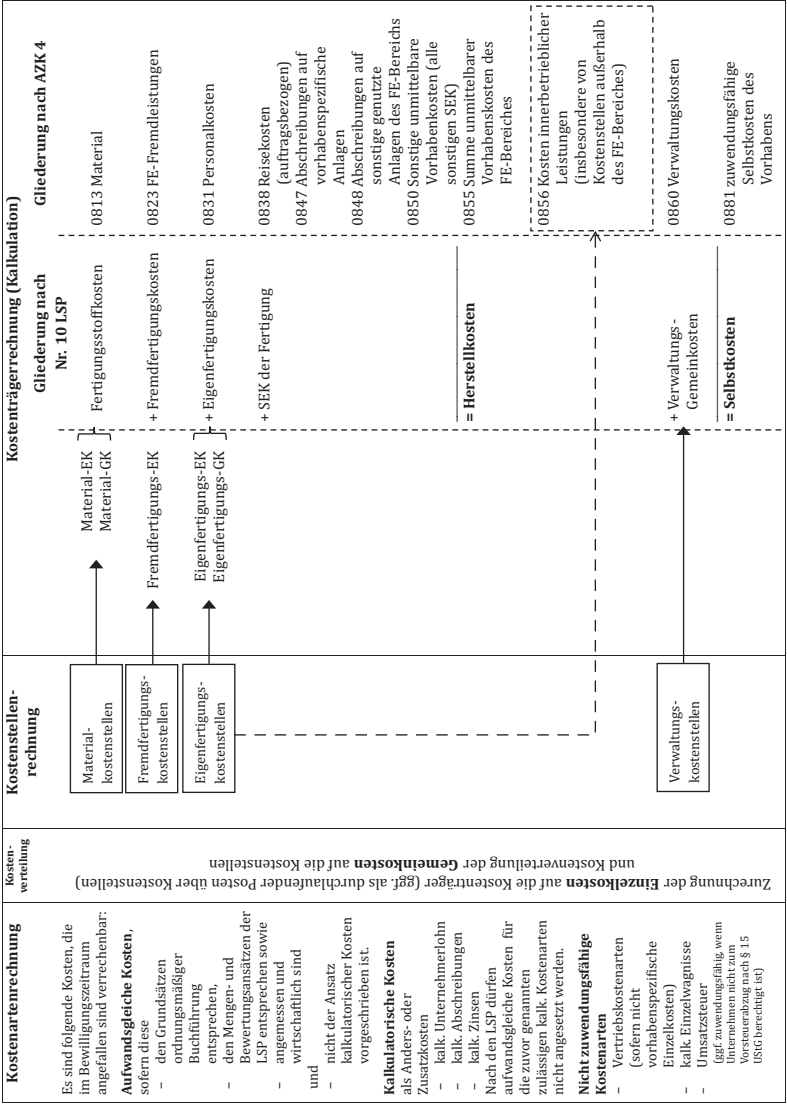 Kostenartenrechnung
Es sind folgende Kosten, die
im Bewilligungszeitraum
angefallen sind verrechenbar:
Aufwandsgleiche Kosten,
sofern diese
– den Grundsätzen
ordnungsmäßiger
Buchführung
entsprechen,
– den Mengen- und
Bewertungsansätzen der
LSP entsprechen sowie
– angemessen und
wirtschaftlich sind
und
– nicht der Ansatz
kalkulatorischer Kosten
vorgeschrieben ist.
Kalkulatorische Kosten
als Anders- oder
Zusatzkosten
– kalk. Unternehmerlohn
– kalk. Abschreibungen
– kalk. Zinsen
Nach den LSP dürfen
aufwandsgleiche Kosten für
die zuvor genannten
zulässigen kalk. Kostenarten
nicht angesetzt werden.
Nicht zuwendungsfähige
Kostenarten
– Vertriebskostenarten
(sofern nicht
vorhabenspezifische
Einzelkosten)
– kalk. Einzelwagnisse
– Umsatzsteuer
(ggf. zuwendungsfähig, wenn
Unternehmen nicht zum
Vorsteuerabzug nach § 15
UStG berechtigt ist)
Kosten-
verteilung
Zurechnung der Einzelkosten auf die Kostenträger (ggf. als durchlaufender Posten über Kostenstellen)
und Kostenverteilung der Gemeinkosten auf die Kostenstellen
Kostenstellen-
rechnung
Material-
kostenstellen
Fremdfertigungs-
kostenstellen
Eigenfertigungs-
kostenstellen
Verwaltungs-
kostenstellen
Kostenträgerrechnung (Kalkulation)
Material-EK
Material-GK
Fremdfertigungs-EK
Eigenfertigungs-EK
Eigenfertigungs-GK
Gliederung nach
Nr. 10 LSP
Fertigungsstoffkosten
+ Fremdfertigungskosten
+ Eigenfertigungskosten
+ SEK der Fertigung
= Herstellkosten
+ Verwaltungs-
Gemeinkosten
= Selbstkosten
Gliederung nach AZK 4
0813 Material
0823 FE-Fremdleistungen
0831 Personalkosten
0838 Reisekosten
(auftragsbezogen)
0847 Abschreibungen auf
vorhabenspezifische
Anlagen
0848 Abschreibungen auf
sonstige genutzte
Anlagen des FE-Bereichs
0850 Sonstige unmittelbare
Vorhabenkosten (alle
sonstigen SEK)
0855 Summe unmittelbarer
Vorhabenskosten des
FE-Bereiches
0856 Kosten innerbetrieblicher
Leistungen
(insbesondere von
Kostenstellen außerhalb
des FE-Bereiches)
0860 Verwaltungskosten
0881 zuwendungsfähige
Selbstkosten des
Vorhabens